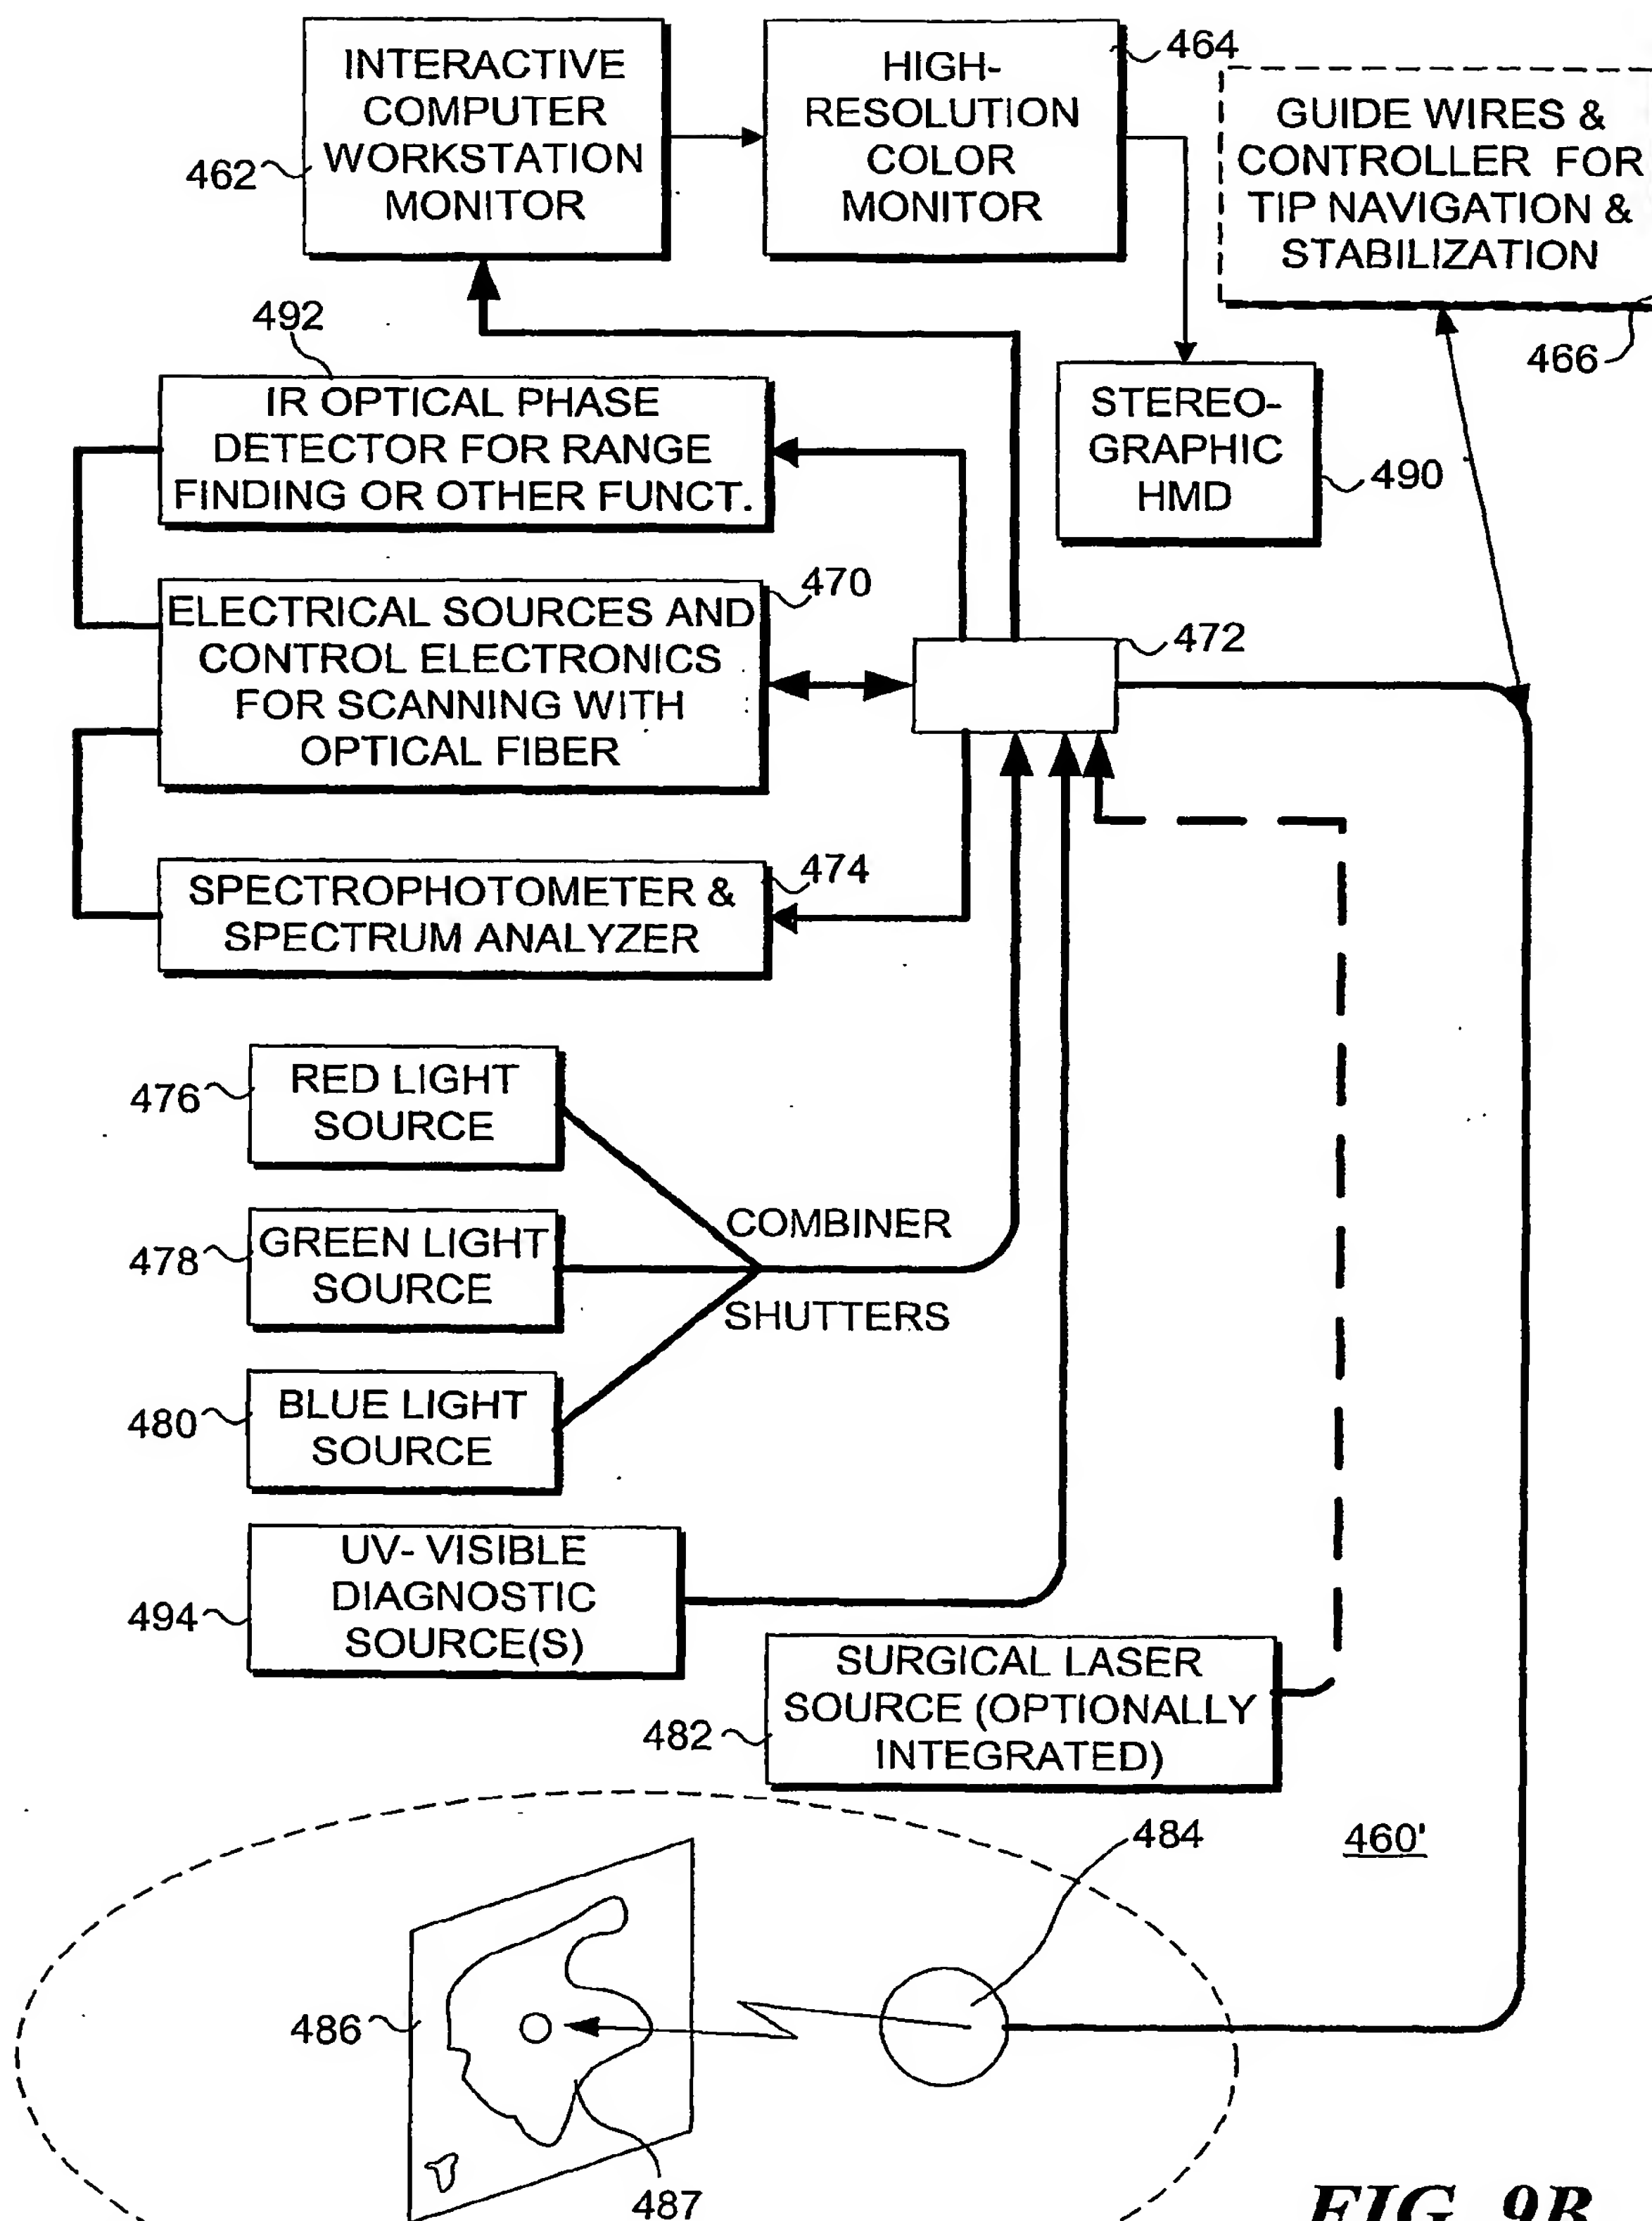 INTERACTIVE
COMPUTER
WORKSTATION
MONITOR
462
HIGH-
RESOLUTION
COLOR
MONITOR
464
GUIDE WIRES &
CONTROLLER FOR
TIP NAVIGATION &
STABILIZATION
466
492
IR OPTICAL PHASE
DETECTOR FOR RANGE
FINDING OR OTHER FUNCT.
STEREO-
GRAPHIC
HMD
490
470
ELECTRICAL SOURCES AND
CONTROL ELECTRONICS
FOR SCANNING WITH
OPTICAL FIBER
472
474
SPECTROPHOTOMETER &
SPECTRUM ANALYZER
476
RED LIGHT
SOURCE
COMBINER
478
GREEN LIGHT
SOURCE
SHUTTERS
480
BLUE LIGHT
SOURCE
494
UV- VISIBLE
DIAGNOSTIC
SOURCE(S)
482
SURGICAL LASER
SOURCE (OPTIONALLY
INTEGRATED)
484
460'
486
487
FIG. 9B